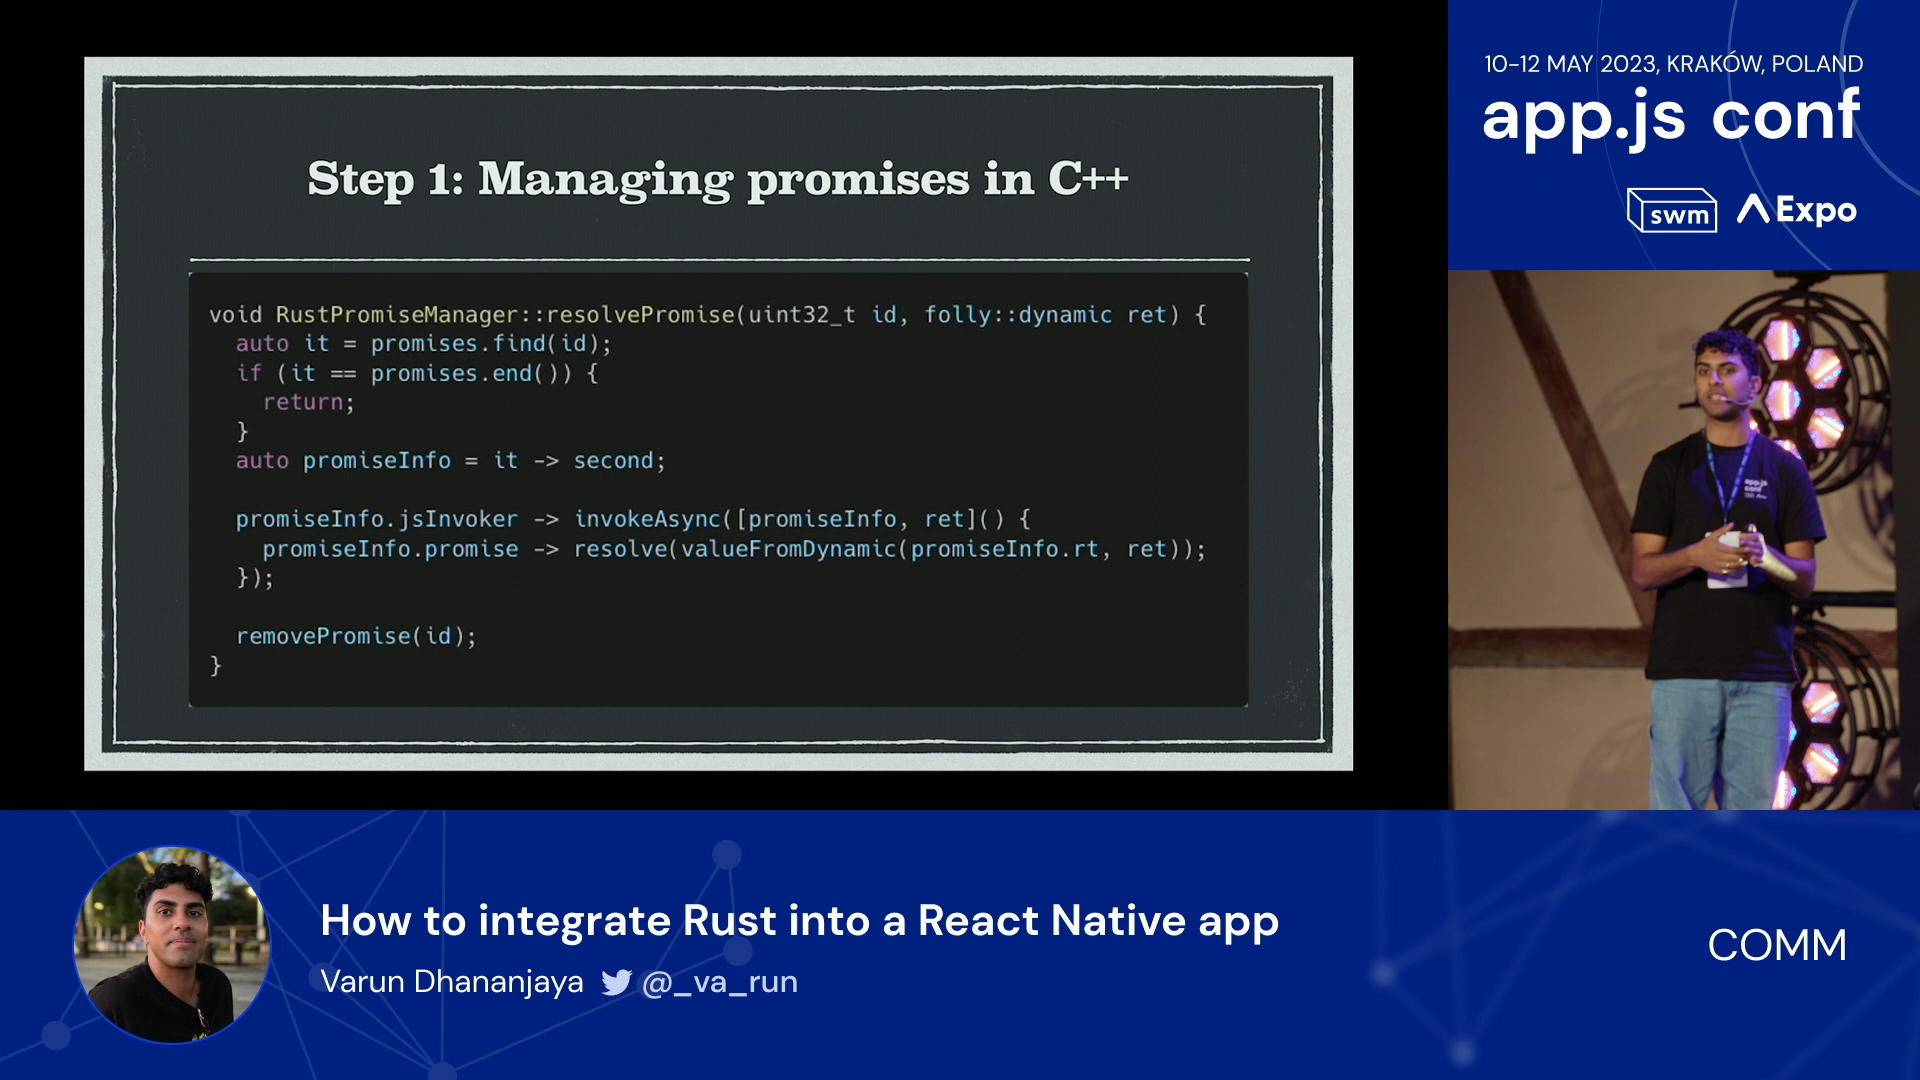 Step 1: Managing promises in C++
void RustPromiseManager::resolvePromise(uint32_t id, folly::dynamic ret) {
  auto it = promises.find(id);
  if (it == promises.end()) {
    return;
  }
  auto promiseInfo = it -> second;

  promiseInfo.jsInvoker -> invokeAsync([promiseInfo, ret]() {
    promiseInfo.promise -> resolve(valueFromDynamic(promiseInfo.rt, ret));
  });

  removePromise(id);
}
10-12 MAY 2023, KRAKÓW, POLAND
app.js conf
swm Expo
app.js
conf
How to integrate Rust into a React Native app
Varun Dhananjaya @_va_run
COMM